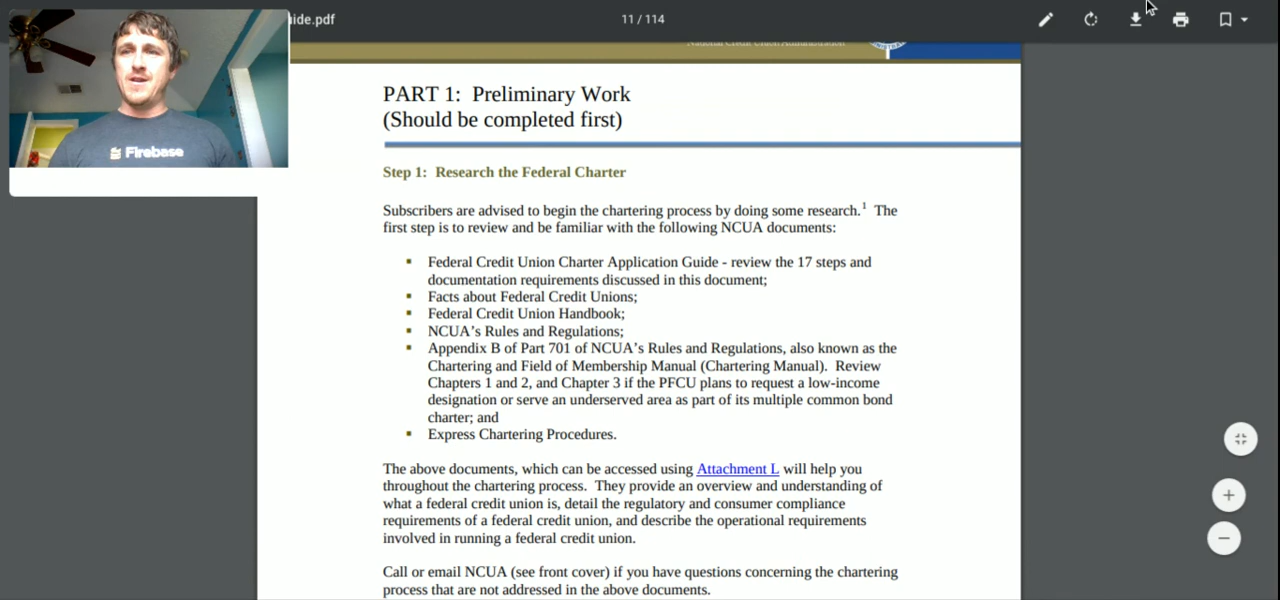 ide.pdf
11 / 114
National Credit Union Administration
Firebase
PART 1: Preliminary Work
(Should be completed first)
Step 1: Research the Federal Charter
Subscribers are advised to begin the chartering process by doing some research.1 The
first step is to review and be familiar with the following NCUA documents:
▪ Federal Credit Union Charter Application Guide - review the 17 steps and
documentation requirements discussed in this document;
▪ Facts about Federal Credit Unions;
▪ Federal Credit Union Handbook;
▪ NCUA’s Rules and Regulations;
▪ Appendix B of Part 701 of NCUA’s Rules and Regulations, also known as the
Chartering and Field of Membership Manual (Chartering Manual). Review
Chapters 1 and 2, and Chapter 3 if the PFCU plans to request a low-income
designation or serve an underserved area as part of its multiple common bond
charter; and
▪ Express Chartering Procedures.
The above documents, which can be accessed using Attachment L will help you
throughout the chartering process. They provide an overview and understanding of
what a federal credit union is, detail the regulatory and consumer compliance
requirements of a federal credit union, and describe the operational requirements
involved in running a federal credit union.
Call or email NCUA (see front cover) if you have questions concerning the chartering
process that are not addressed in the above documents.